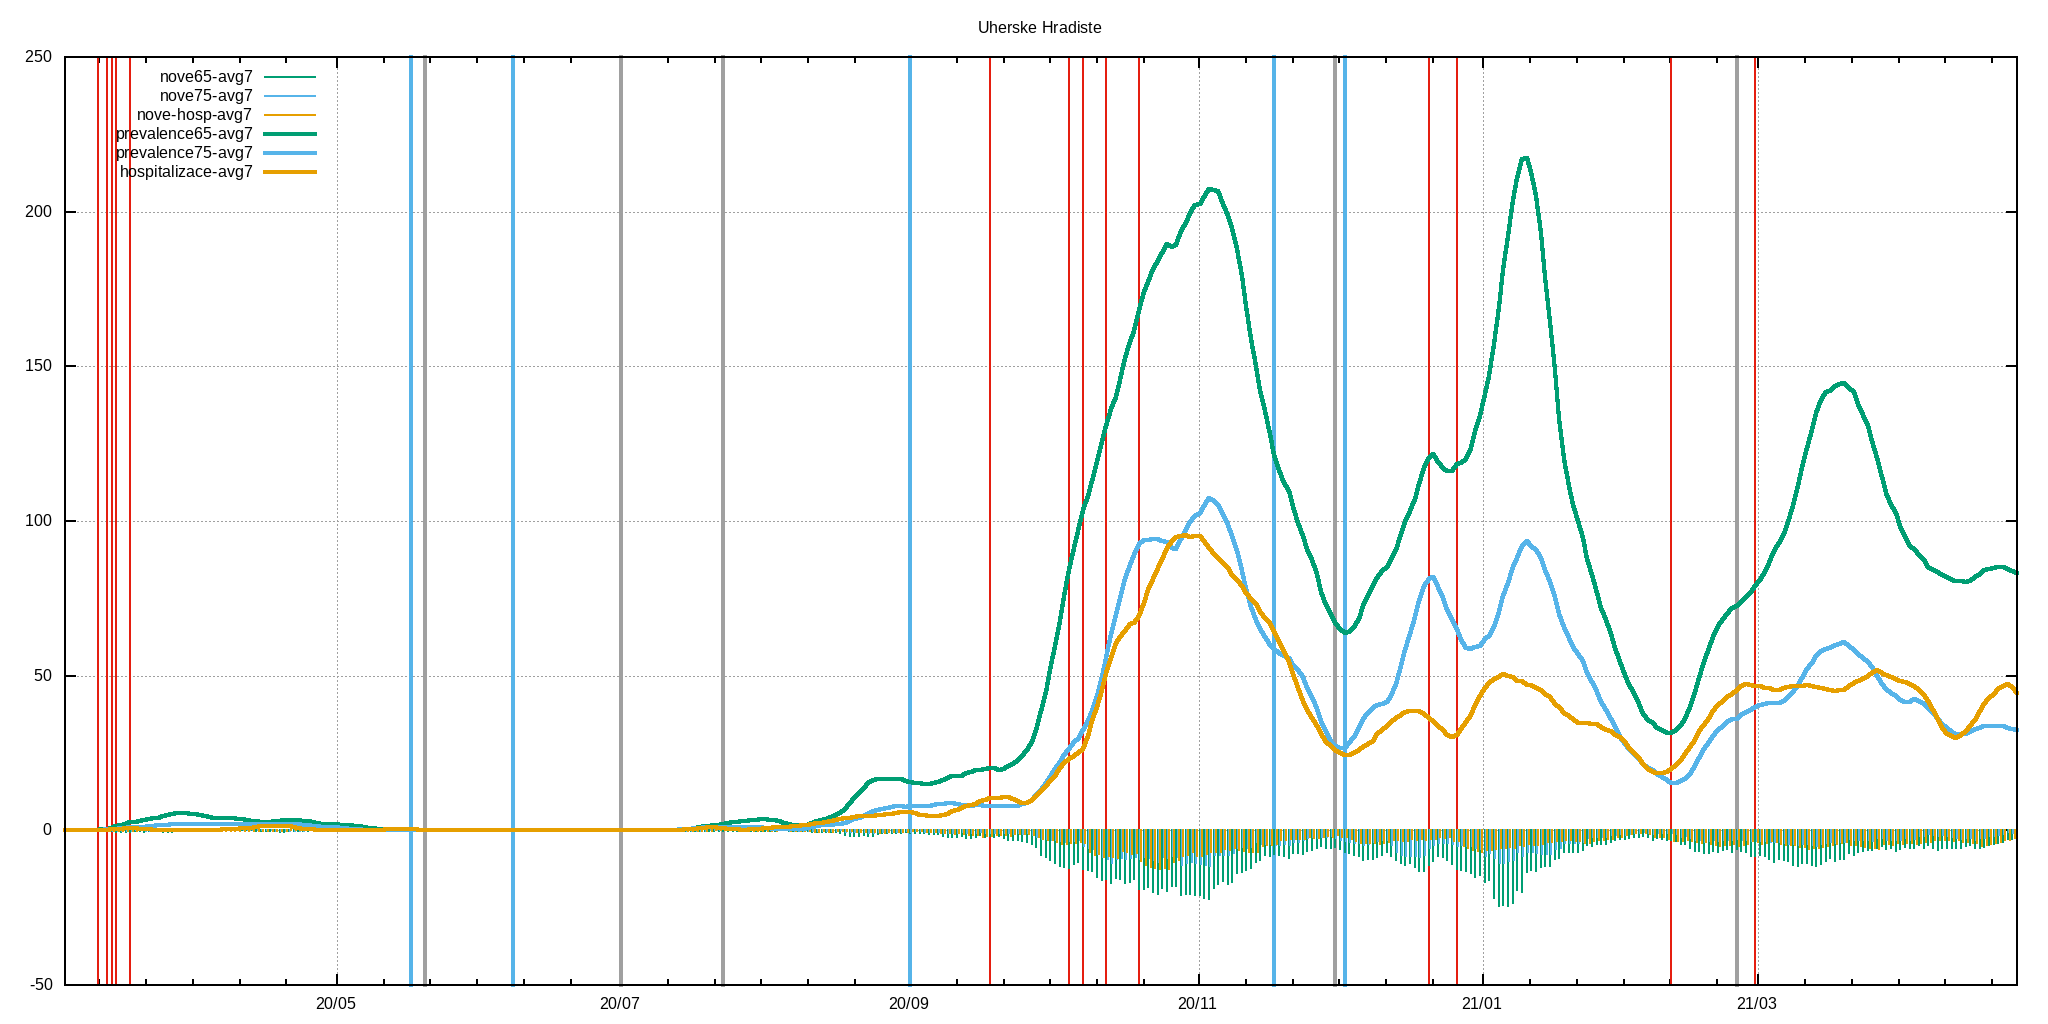 Uherske Hradiste
250
200
150
100
50
0
-50
nove65-avg7
nove75-avg7
nove-hosp-avg7
prevalence65-avg7
prevalence75-avg7
hospitalizace-avg7
20/05 20/07 20/09 20/11 21/01 21/03